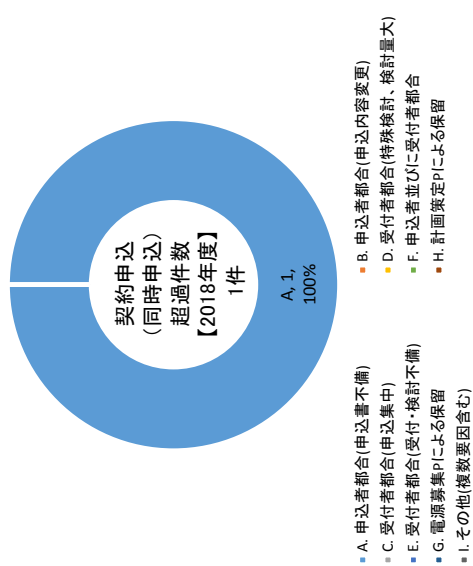 契約申込
(同時申込)
超過件数
【2018年度】
1件
A, 1,
100%
A. 申込者都合(申込書不備)
B. 申込者都合(申込内容変更)
C. 受付者都合(申込集中)
D. 受付者都合(特殊検討、検討量大)
E. 受付者都合(受付・検討不備)
F. 申込者並びに受付者都合
G. 電源募集Pによる保留
H. 計画策定Pによる保留
I. その他(複数要因含む)